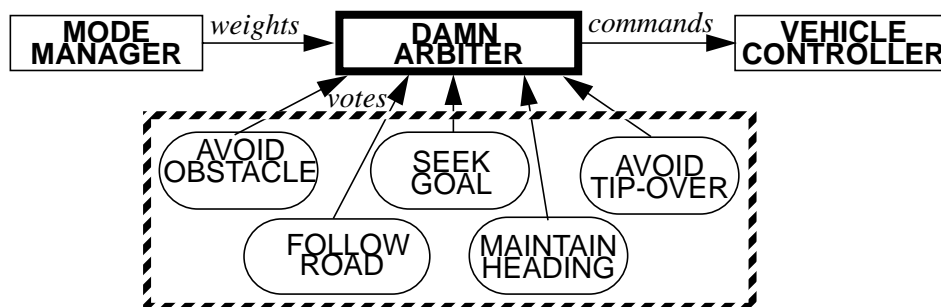 MODE
MANAGER
weights
DAMN
ARBITER
commands
VEHICLE
CONTROLLER
votes
AVOID
OBSTACLE
SEEK
GOAL
AVOID
TIP-OVER
FOLLOW
ROAD
MAINTAIN
HEADING